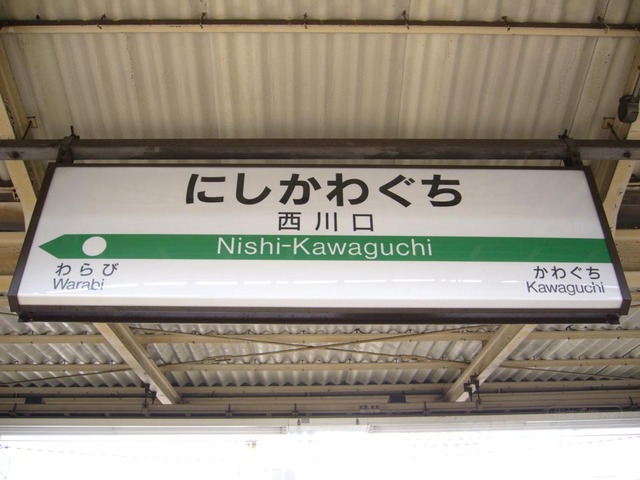 にしかわぐち
西川口
Nishi-Kawaguchi
わらび
Warabi
かわぐち
Kawaguchi